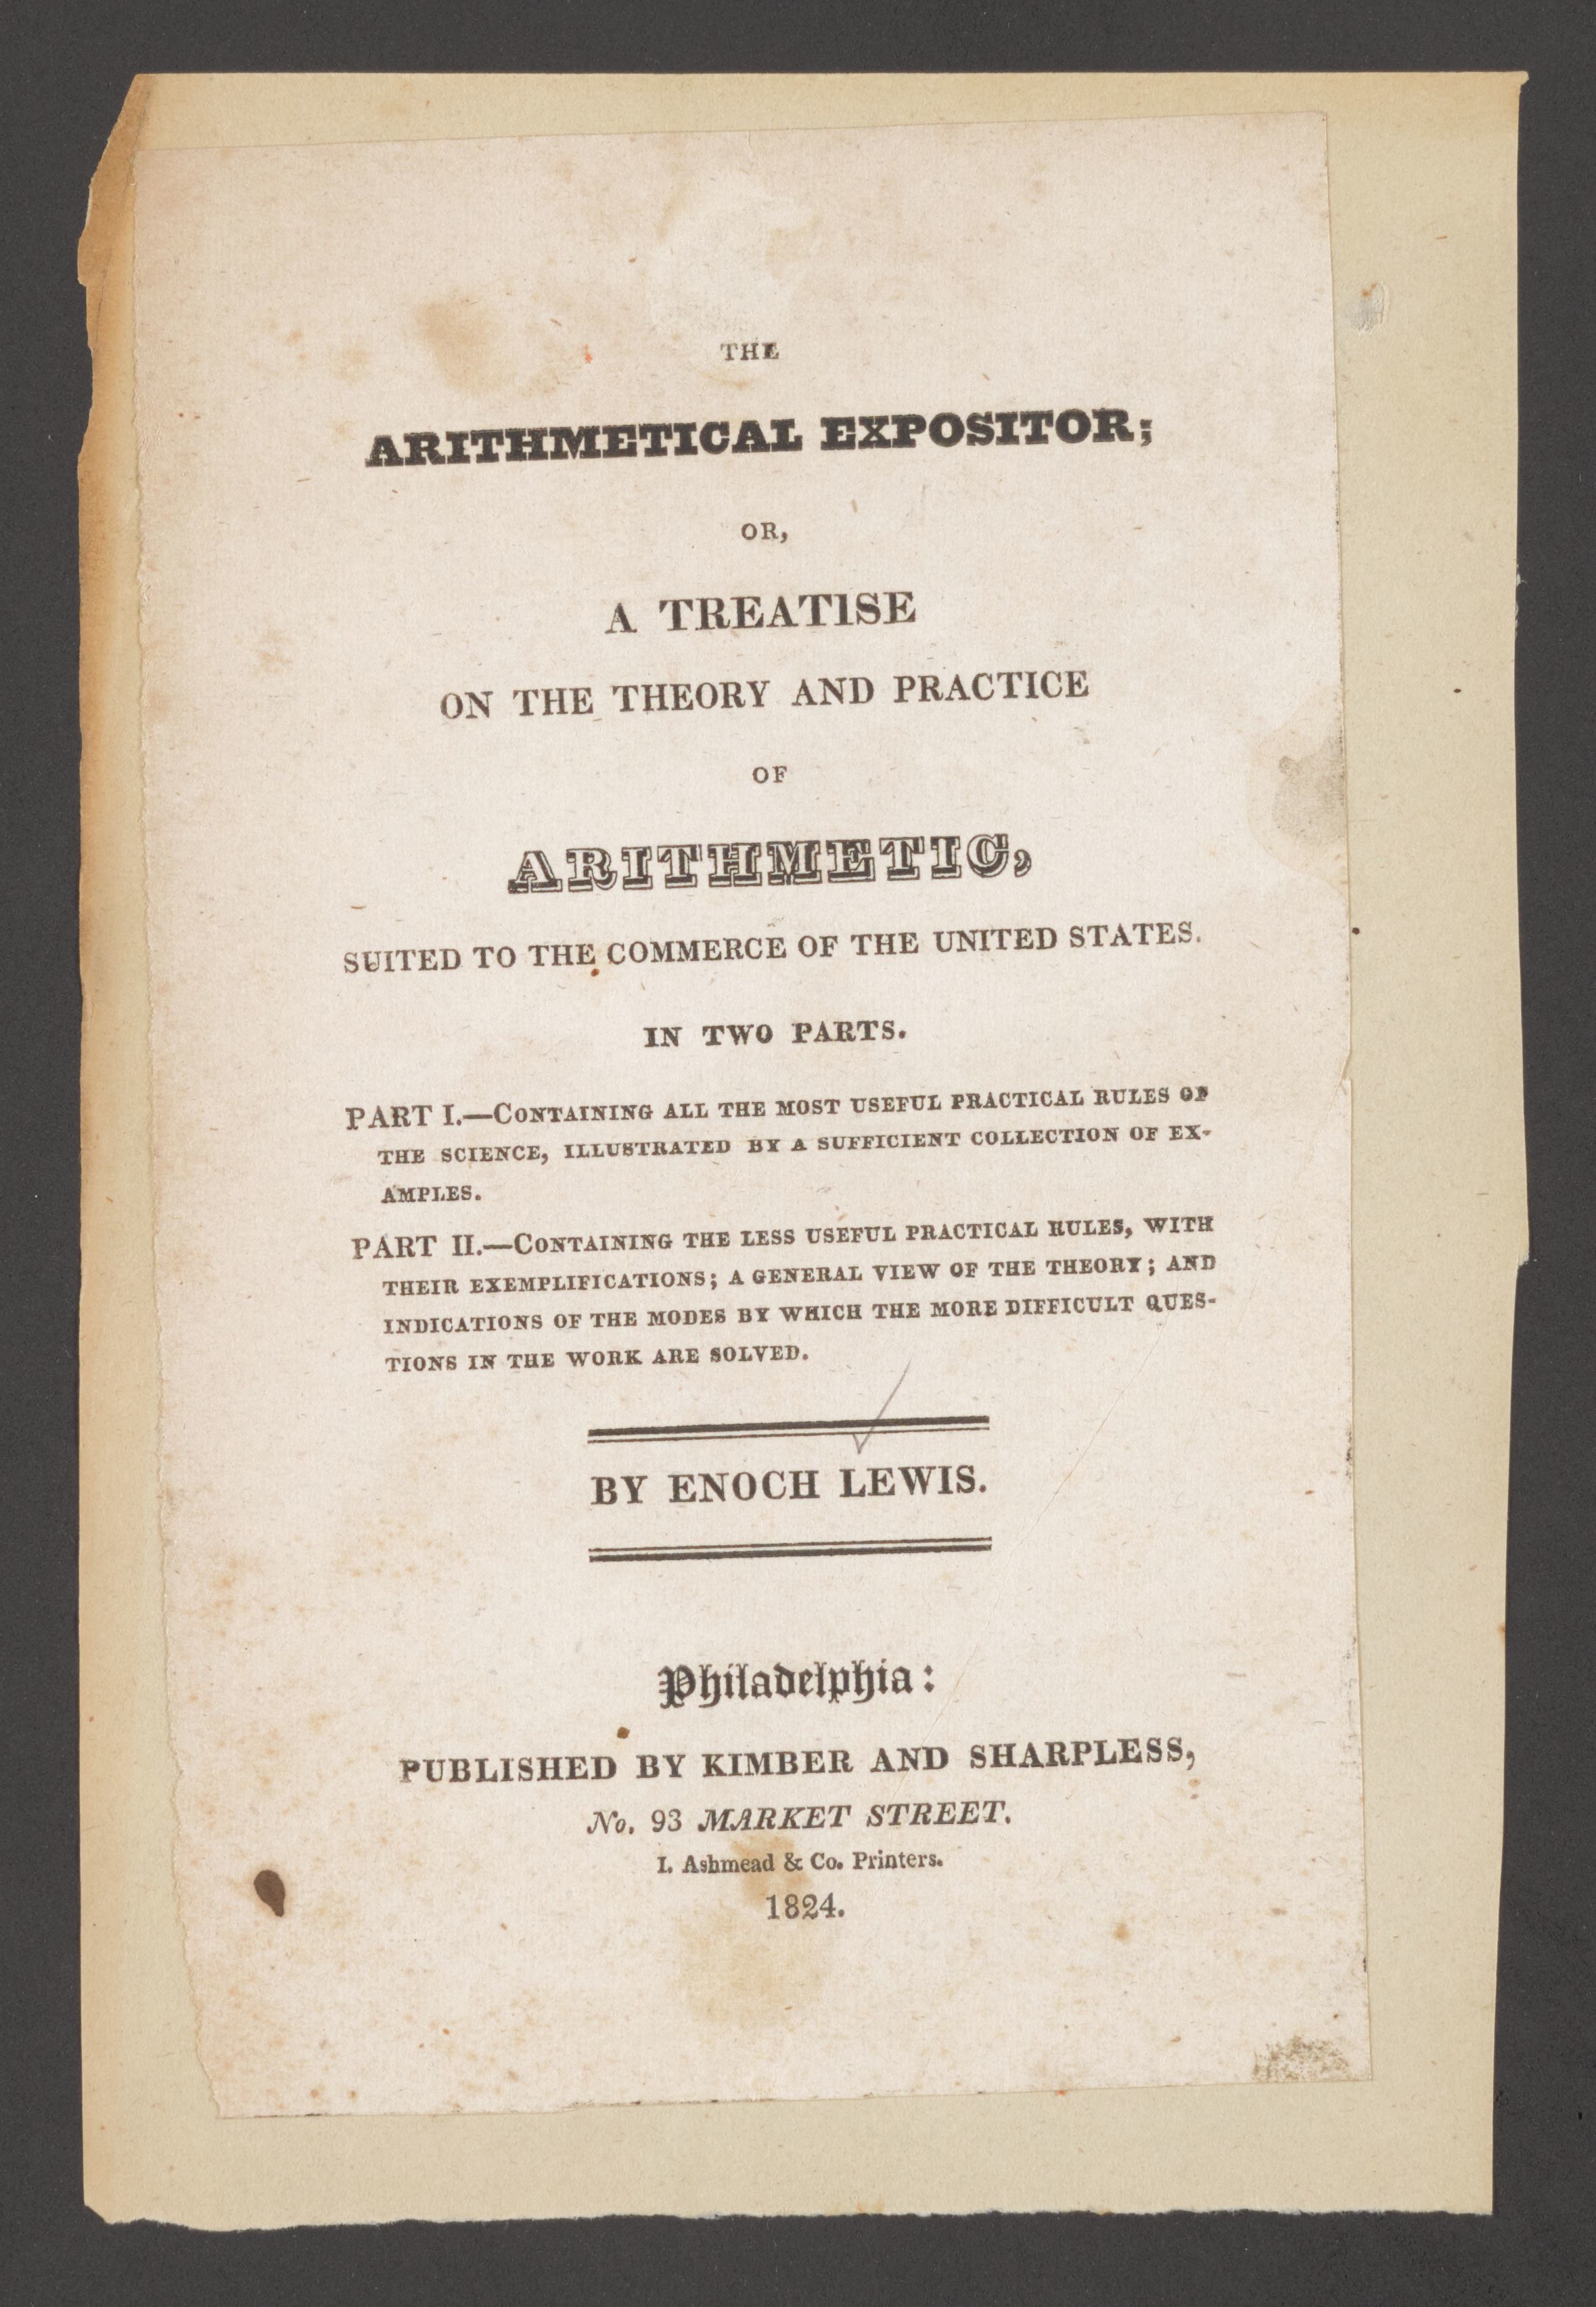 THE
ARITHMETICAL EXPOSITOR;
OR,
A TREATISE
ON THE THEORY AND PRACTICE
OF
ARITHMETIC,
SUITED TO THE COMMERCE OF THE UNITED STATES.
IN TWO PARTS.
PART I.—CONTAINING ALL THE MOST USEFUL PRACTICAL RULES OF
THE SCIENCE, ILLUSTRATED BY A SUFFICIENT COLLECTION OF EX-
AMPLES.
PART II.—CONTAINING THE LESS USEFUL PRACTICAL RULES, WITH
THEIR EXEMPLIFICATIONS; A GENERAL VIEW OF THE THEORY; AND
INDICATIONS OF THE MODES BY WHICH THE MORE DIFFICULT QUES-
TIONS IN THE WORK ARE SOLVED.
BY ENOCH LEWIS.
Philadelphia:
PUBLISHED BY KIMBER AND SHARPLESS,
No. 93 MARKET STREET.
I. Ashmead & Co. Printers.
1824.